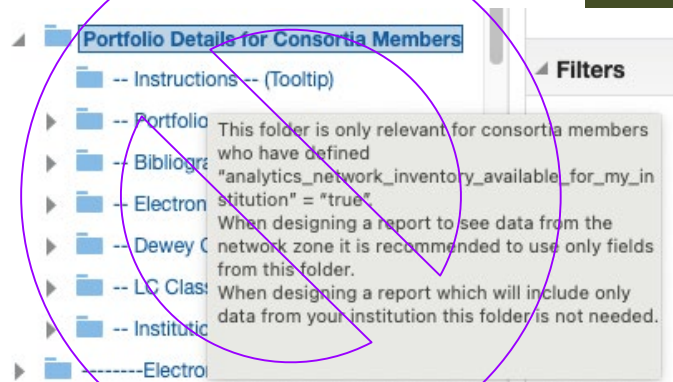 Portfolio Details for Consortia Members
-- Instructions -- (Tooltip)
-- Portfolio
-- Bibliogra
-- Electron
-- Dewey C
-- LC Clas
-- Institutio
--------Electro
Filters
This folder is only relevant for consortia members
who have defined
“analytics_network_inventory_available_for_my_in
stitution” = “true”.
When designing a report to see data from the
network zone it is recommended to use only fields
from this folder.
When designing a report which will include only
data from your institution this folder is not needed.